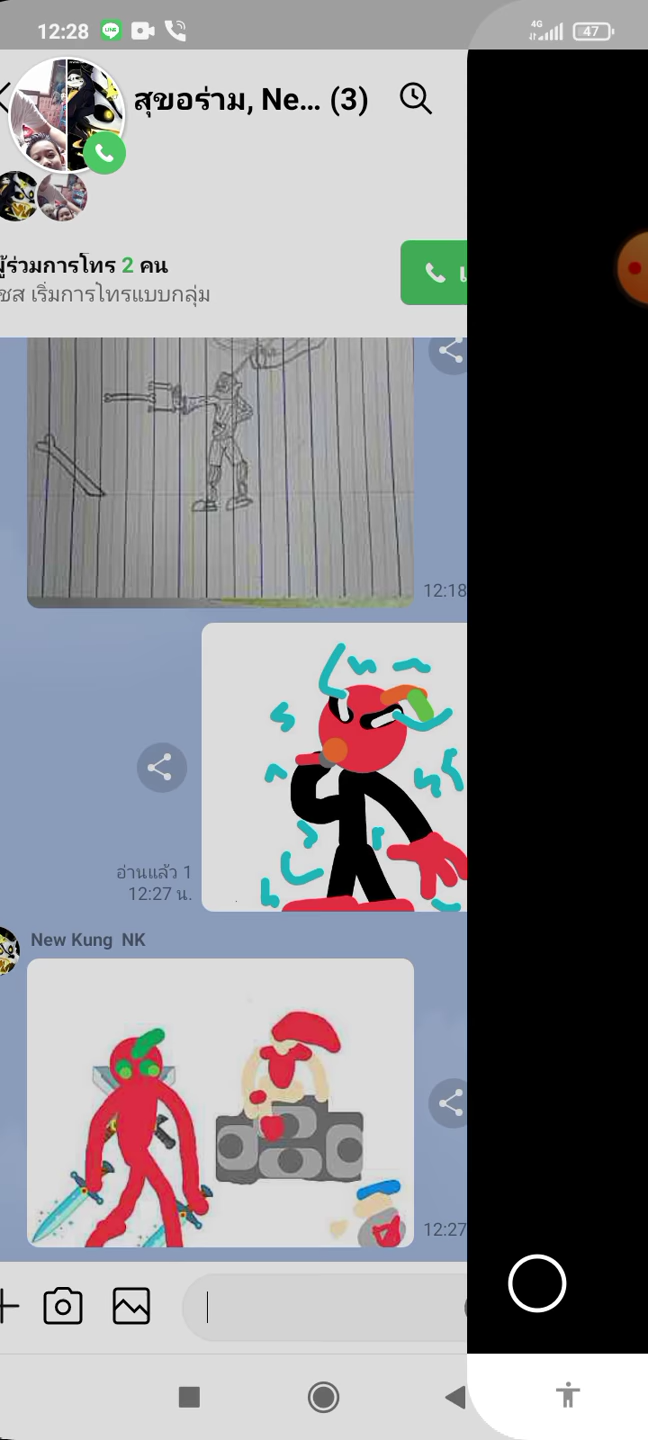 12:28
4G
47
สุขอร่าม, Ne... (3)
ผู้ร่วมการโทร 2 คน
เริ่มการโทรแบบกลุ่ม
12:18
อ่านแล้ว 1
12:27 น.
New Kung NK
12:27